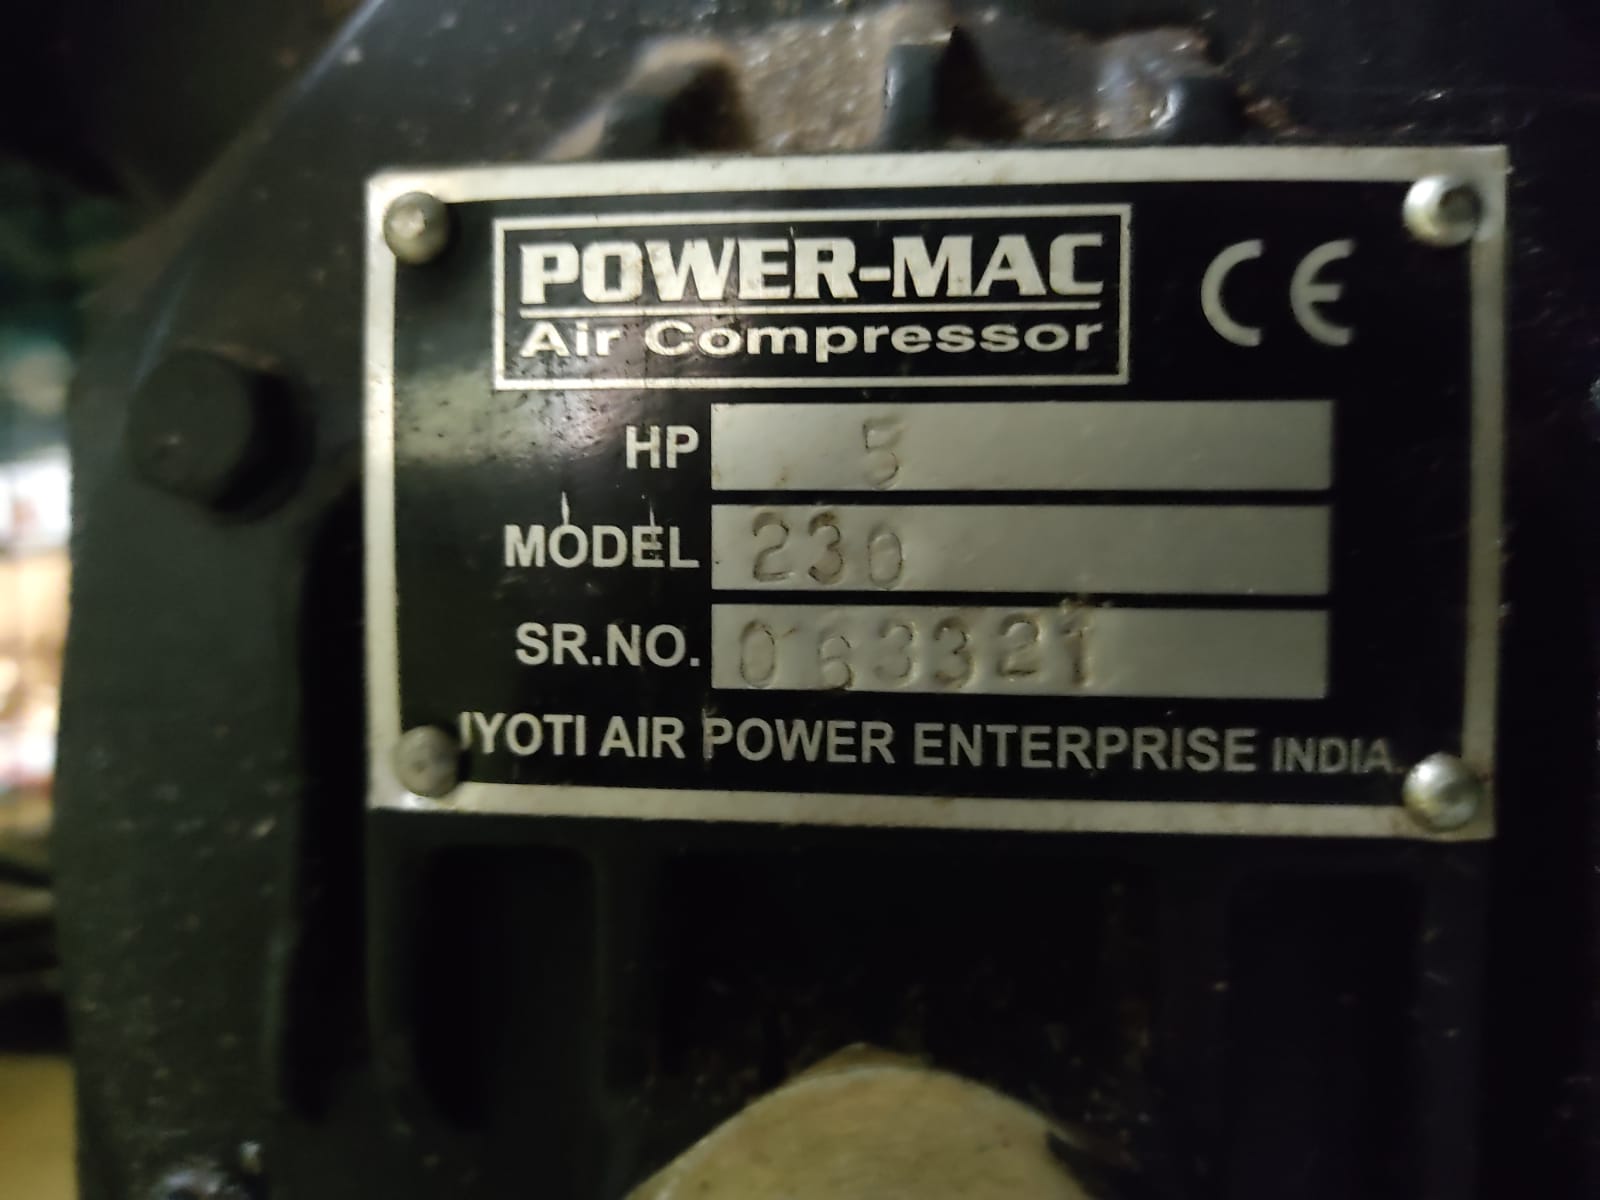 POWER-MAC
Air Compressor
CE
HP 5
MODEL 230
SR.NO. 063321
JYOTI AIR POWER ENTERPRISE INDIA.